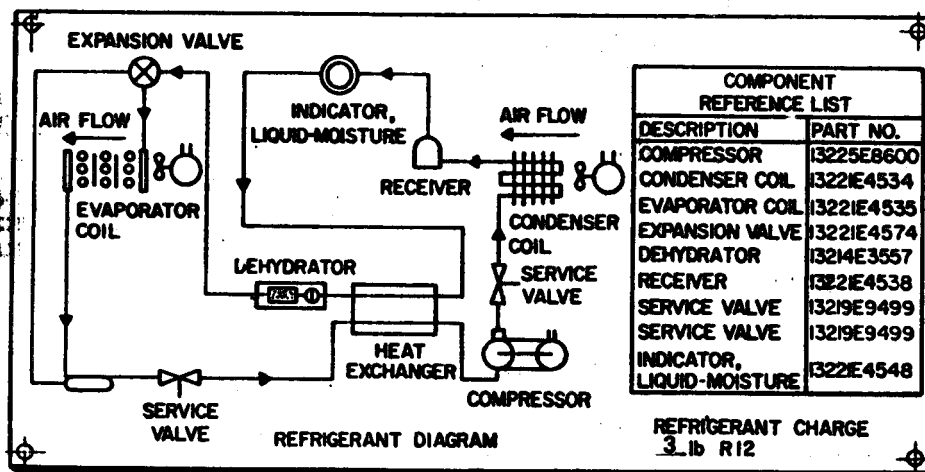 EXPANSION VALVE
AIR FLOW
INDICATOR,
LIQUID-MOISTURE
AIR FLOW
RECEIVER
EVAPORATOR
COIL
CONDENSER
COIL
DEHYDRATOR
SERVICE
VALVE
HEAT
EXCHANGER
COMPRESSOR
SERVICE
VALVE
REFRIGERANT DIAGRAM
COMPONENT
REFERENCE LIST
DESCRIPTION PART NO.
COMPRESSOR 13225E8600
CONDENSER COIL 13221E4534
EVAPORATOR COIL 13221E4535
EXPANSION VALVE 13221E4574
DEHYDRATOR 13214E3557
RECEIVER 13221E4538
SERVICE VALVE 13219E9499
SERVICE VALVE 13219E9499
INDICATOR,
LIQUID-MOISTURE 13221E4548
REFRIGERANT CHARGE
3 lb R12